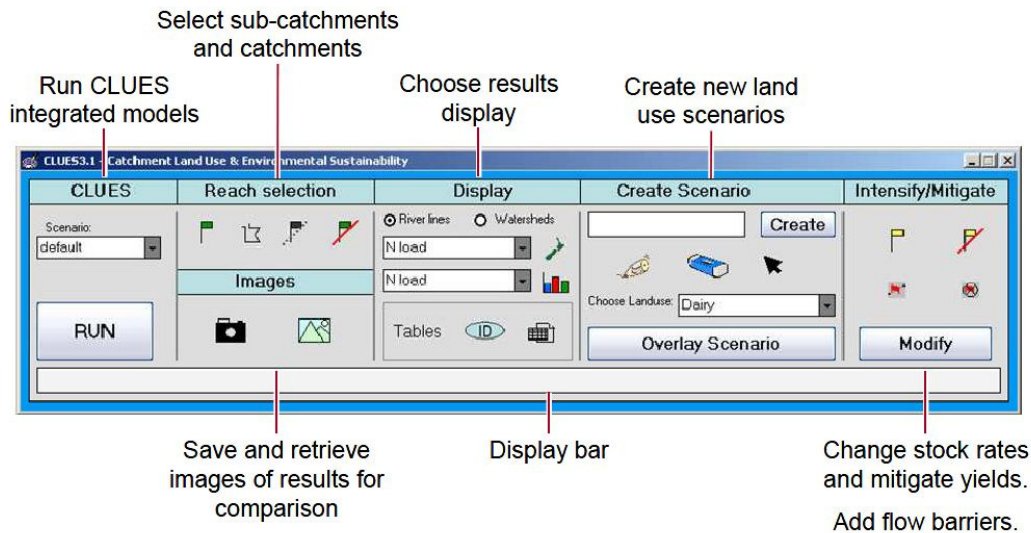 Select sub-catchments
and catchments
Run CLUES
integrated models
Choose results
display
Create new land
use scenarios
CLUES3.1 - Catchment Land Use & Environmental Sustainability
CLUES
Reach selection
Display
Create Scenario
Intensify/Mitigate
Scenario:
default
RUN
Images
River lines
Watersheds
N load
N load
Tables
ID
Create
Choose Landuse:
Dairy
Overlay Scenario
Modify
Save and retrieve
images of results for
comparison
Display bar
Change stock rates
and mitigate yields.
Add flow barriers.